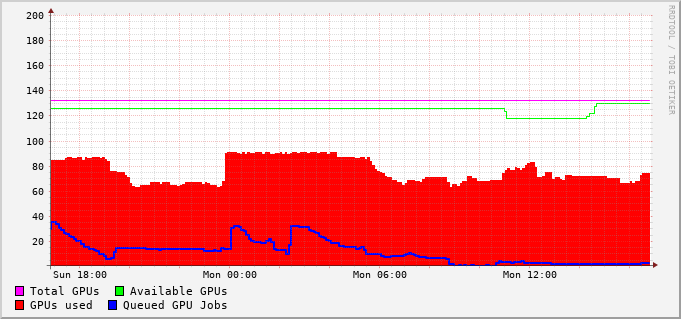 200
180
160
140
120
100
80
60
40
20
Sun 18:00 Mon 00:00 Mon 06:00 Mon 12:00
Total GPUs Available GPUs
GPUs used Queued GPU Jobs
RRDTOOL / TOBI OETIKER